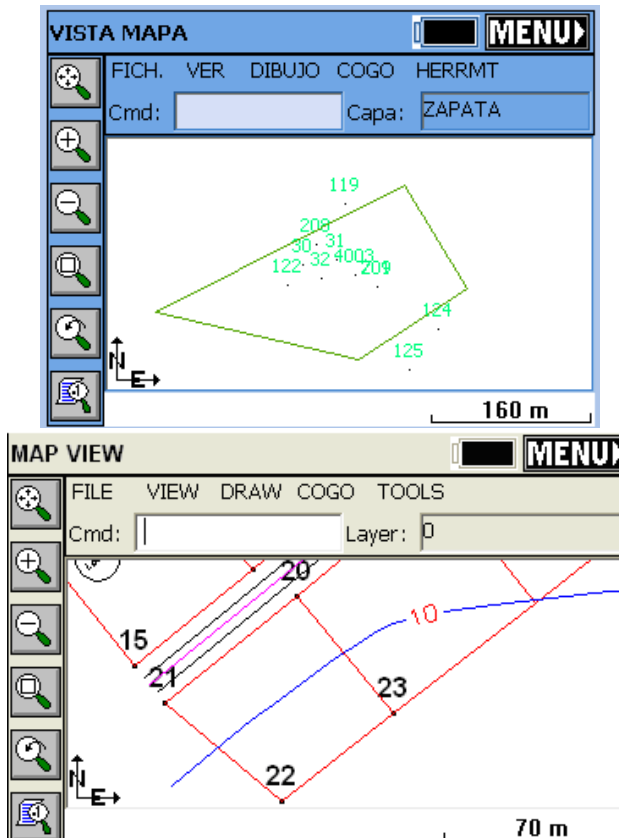 VISTA MAPA MENU
FICH. VER DIBUJO COGO HERRMT
Cmd: Capa: ZAPATA
119
208
30 31
122 32 4003 209
124
125
N
E
160 m
MAP VIEW MENU
FILE VIEW DRAW COGO TOOLS
Cmd: Layer: 0
20
10
15
21
23
22
N
E
70 m